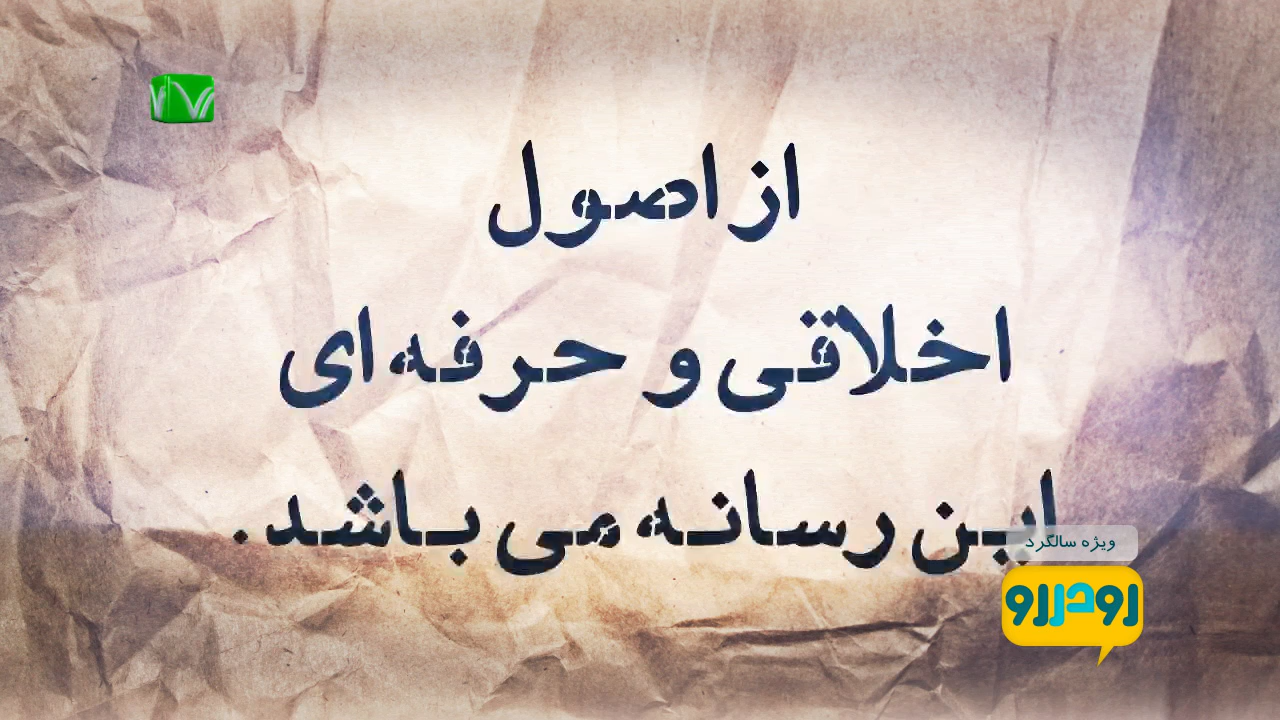 از اصول
اخلاقی و حرفه ای
این رسانه می باشد.
ویژه سالگرد
رودررو